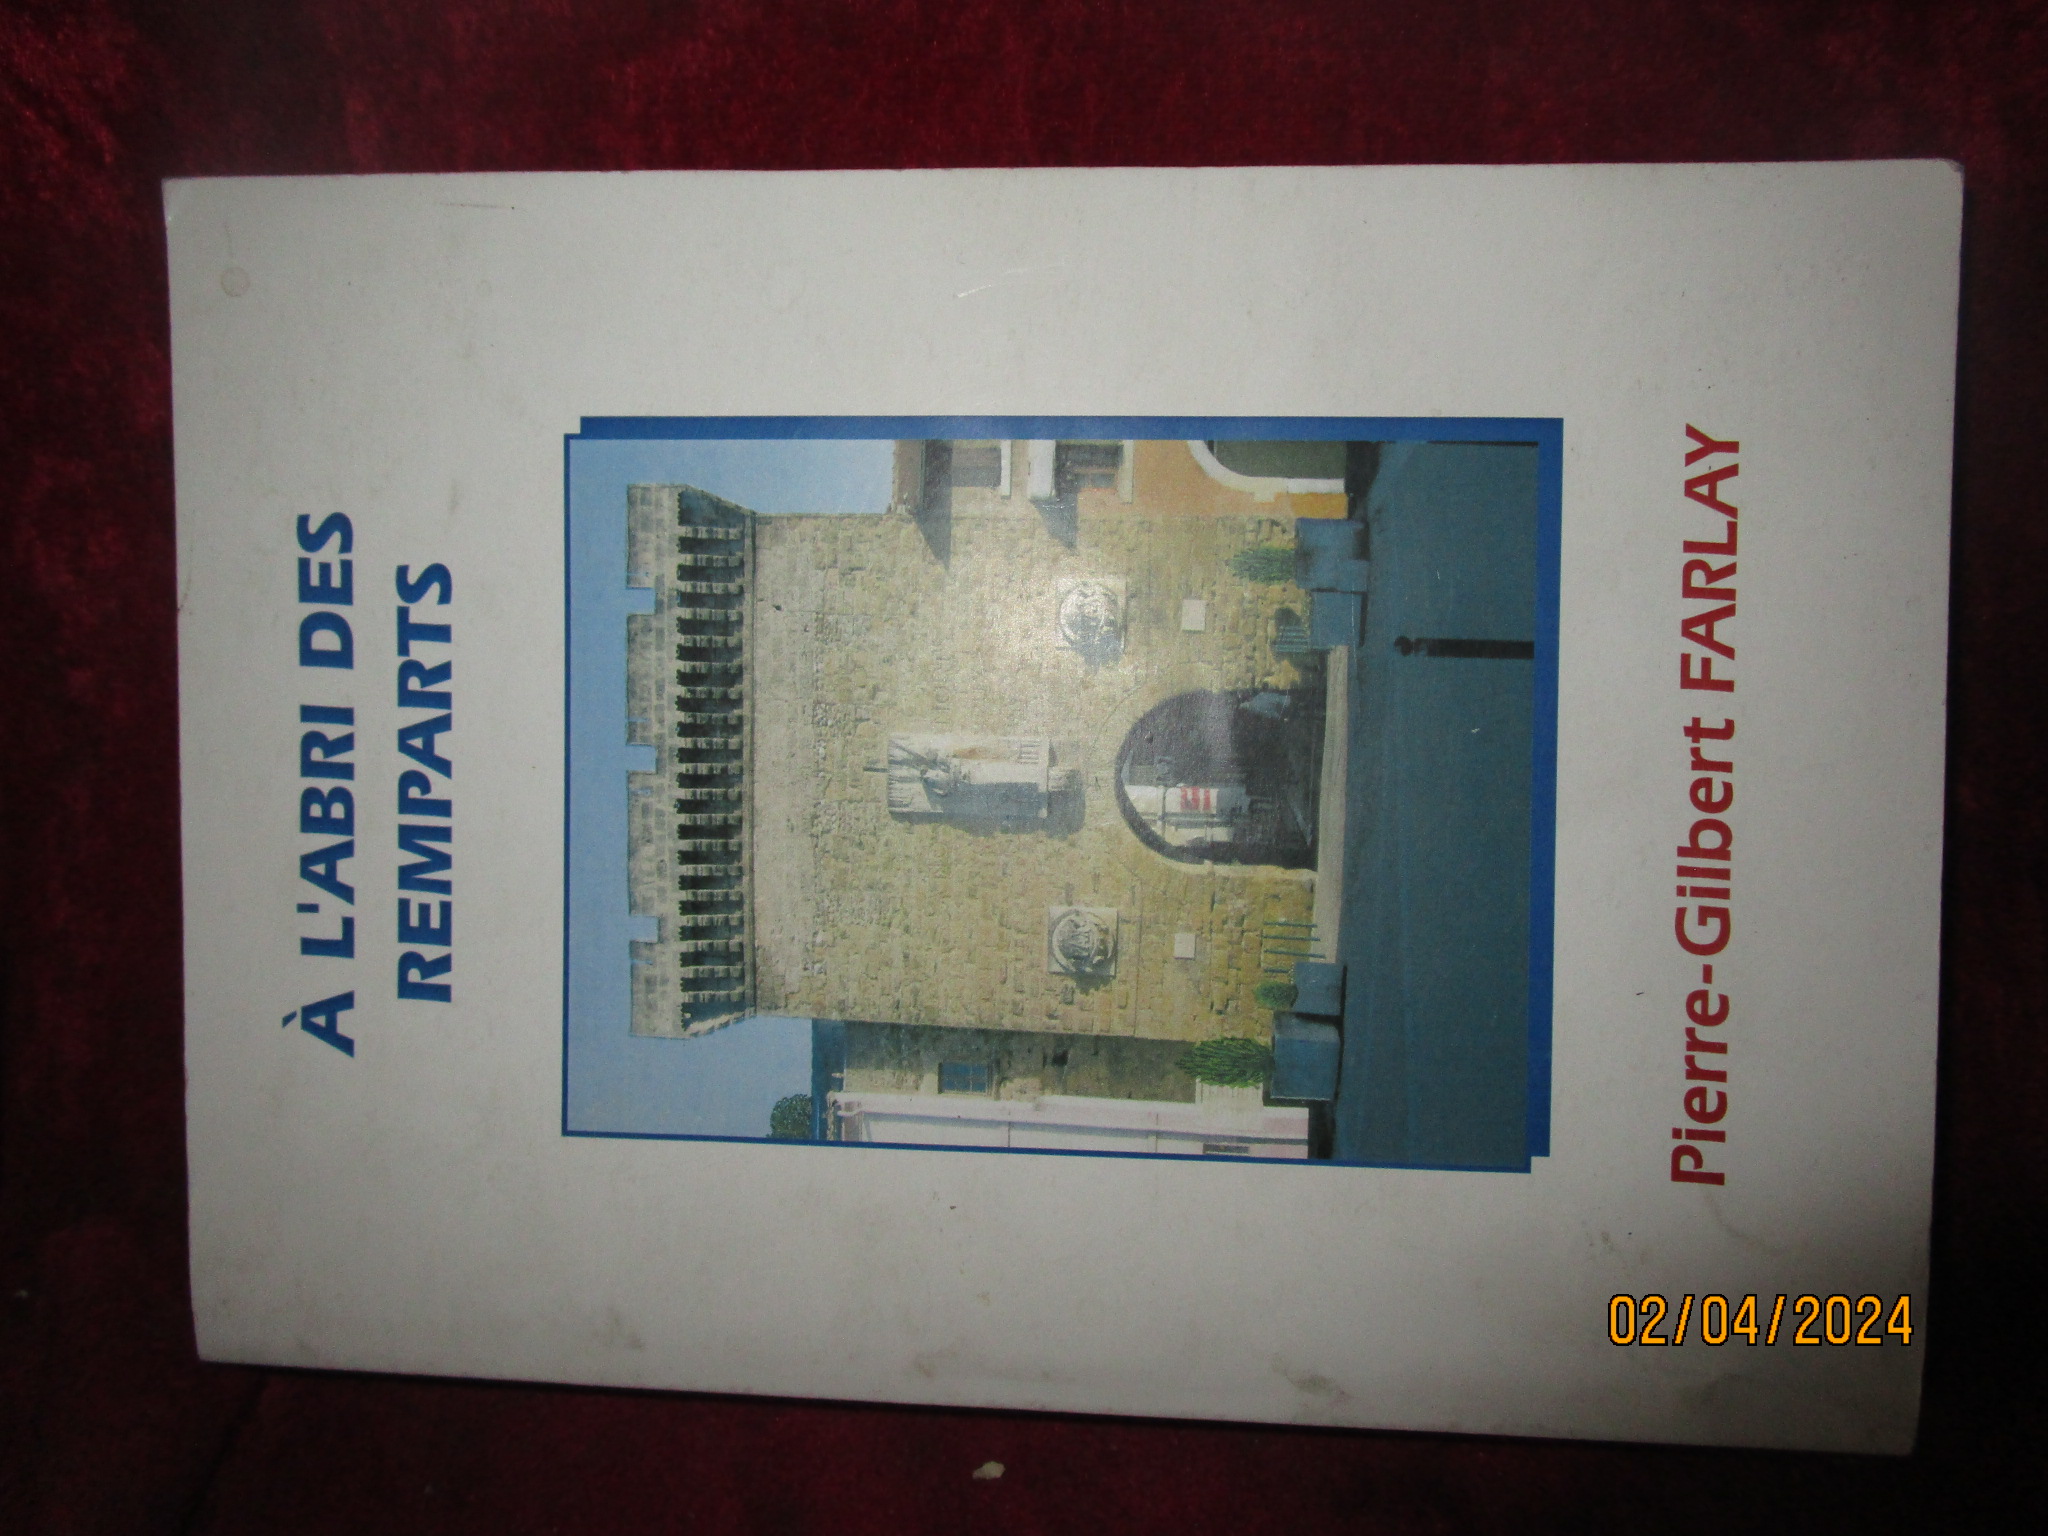 À L'ABRI DES
REMPARTS
Pierre-Gilbert FARLAY
02/04/2024